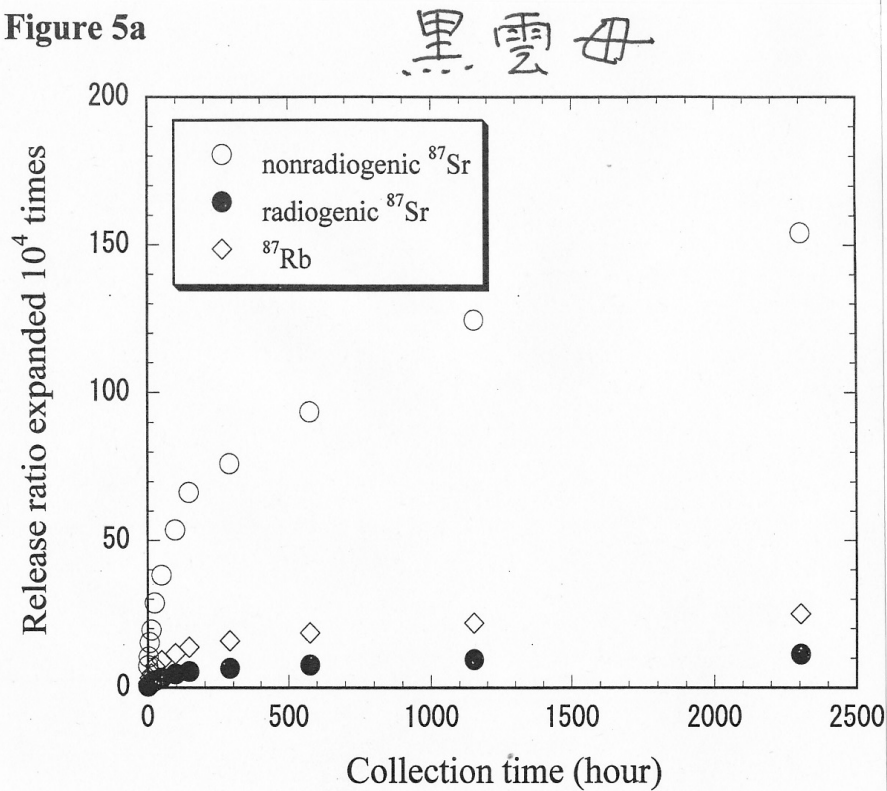 Figure 5a
黒雲母
200
150
100
50
0
0 500 1000 1500 2000 2500
nonradiogenic ⁸⁷Sr
radiogenic ⁸⁷Sr
⁸⁷Rb
Release ratio expanded 10⁴ times
Collection time (hour)